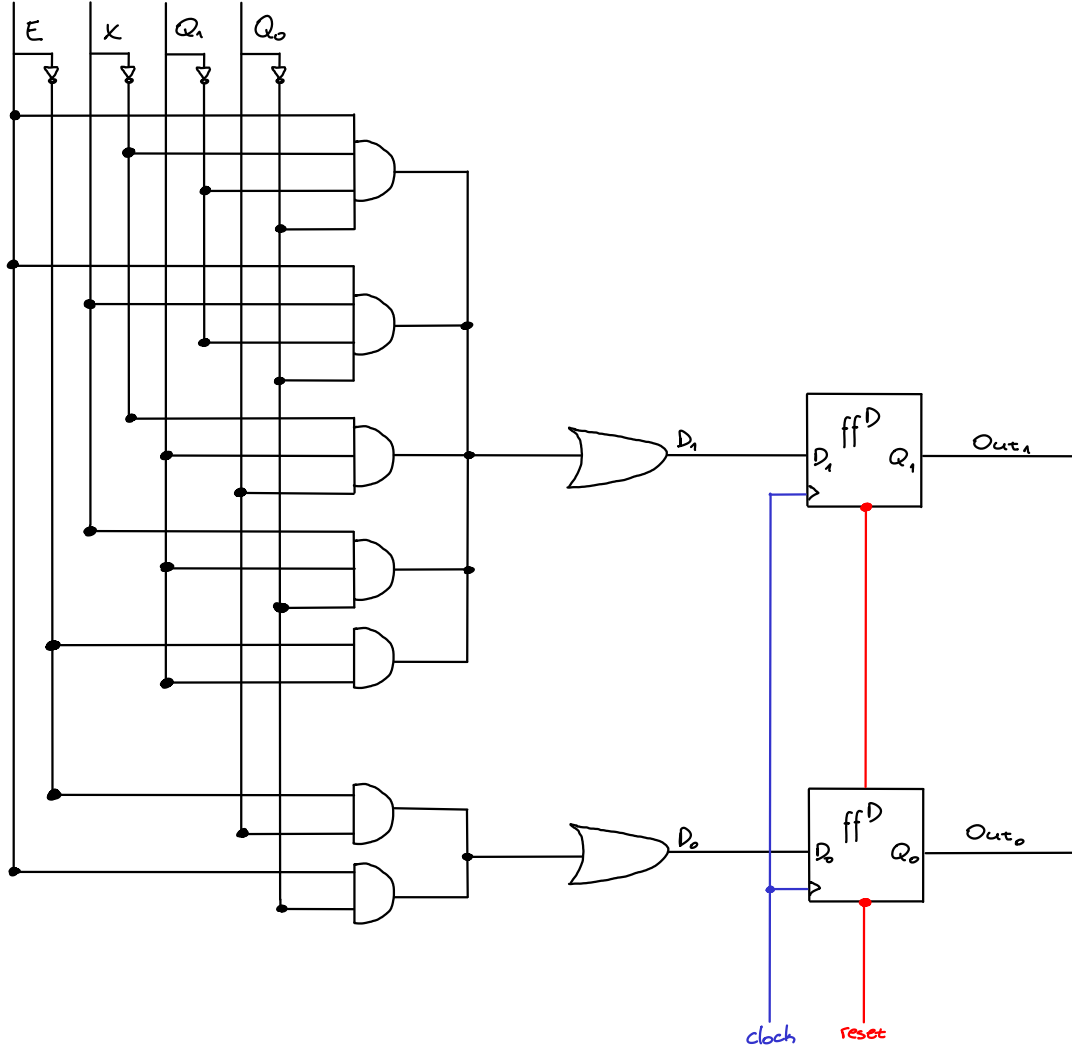 E X Q₁ Q₀
ff D
D₁ D₁ Q₁ Out₁
ff D
D₀ D₀ Q₀ Out₀
clock reset